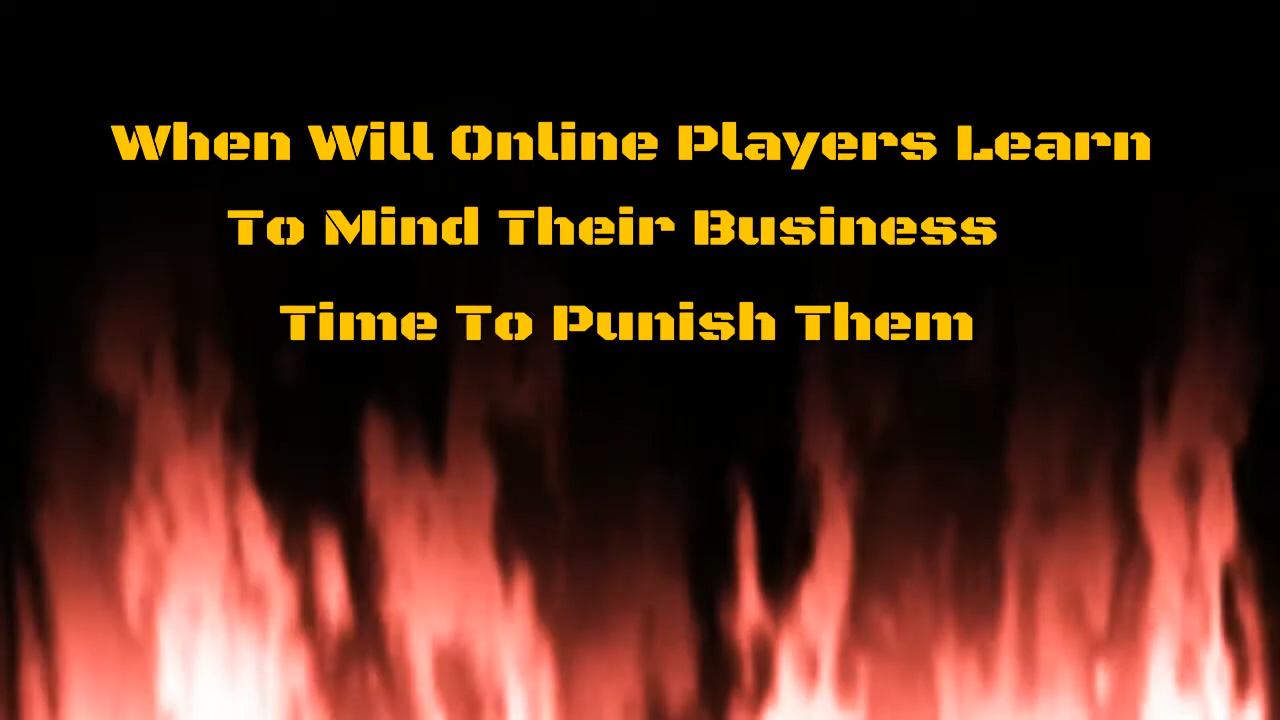 When Will Online Players Learn
To Mind Their Business
Time To Punish Them